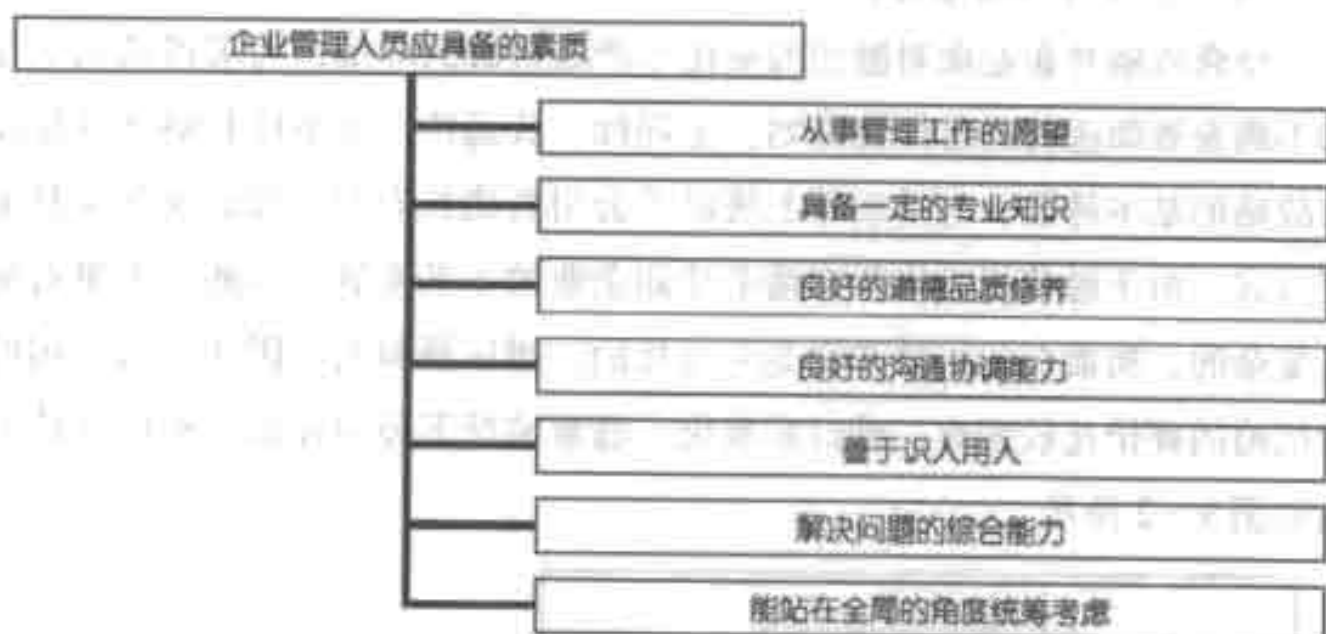 企业管理人员应具备的素质
从事管理工作的愿望
具备一定的专业知识
良好的道德品质修养
良好的沟通协调能力
善于识人用人
解决问题的综合能力
能站在全局的角度统筹考虑